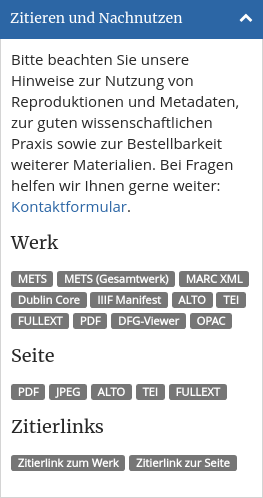 Zitieren und Nachnutzen
Bitte beachten Sie unsere
Hinweise zur Nutzung von
Reproduktionen und Metadaten,
zur guten wissenschaftlichen
Praxis sowie zur Bestellbarkeit
weiterer Materialien. Bei Fragen
helfen wir Ihnen gerne weiter:
Kontaktformular.
Werk
METS METS (Gesamtwerk) MARC XML
Dublin Core IIIF Manifest ALTO TEI
FULLEXT PDF DFG-Viewer OPAC
Seite
PDF JPEG ALTO TEI FULLEXT
Zitierlinks
Zitierlink zum Werk Zitierlink zur Seite